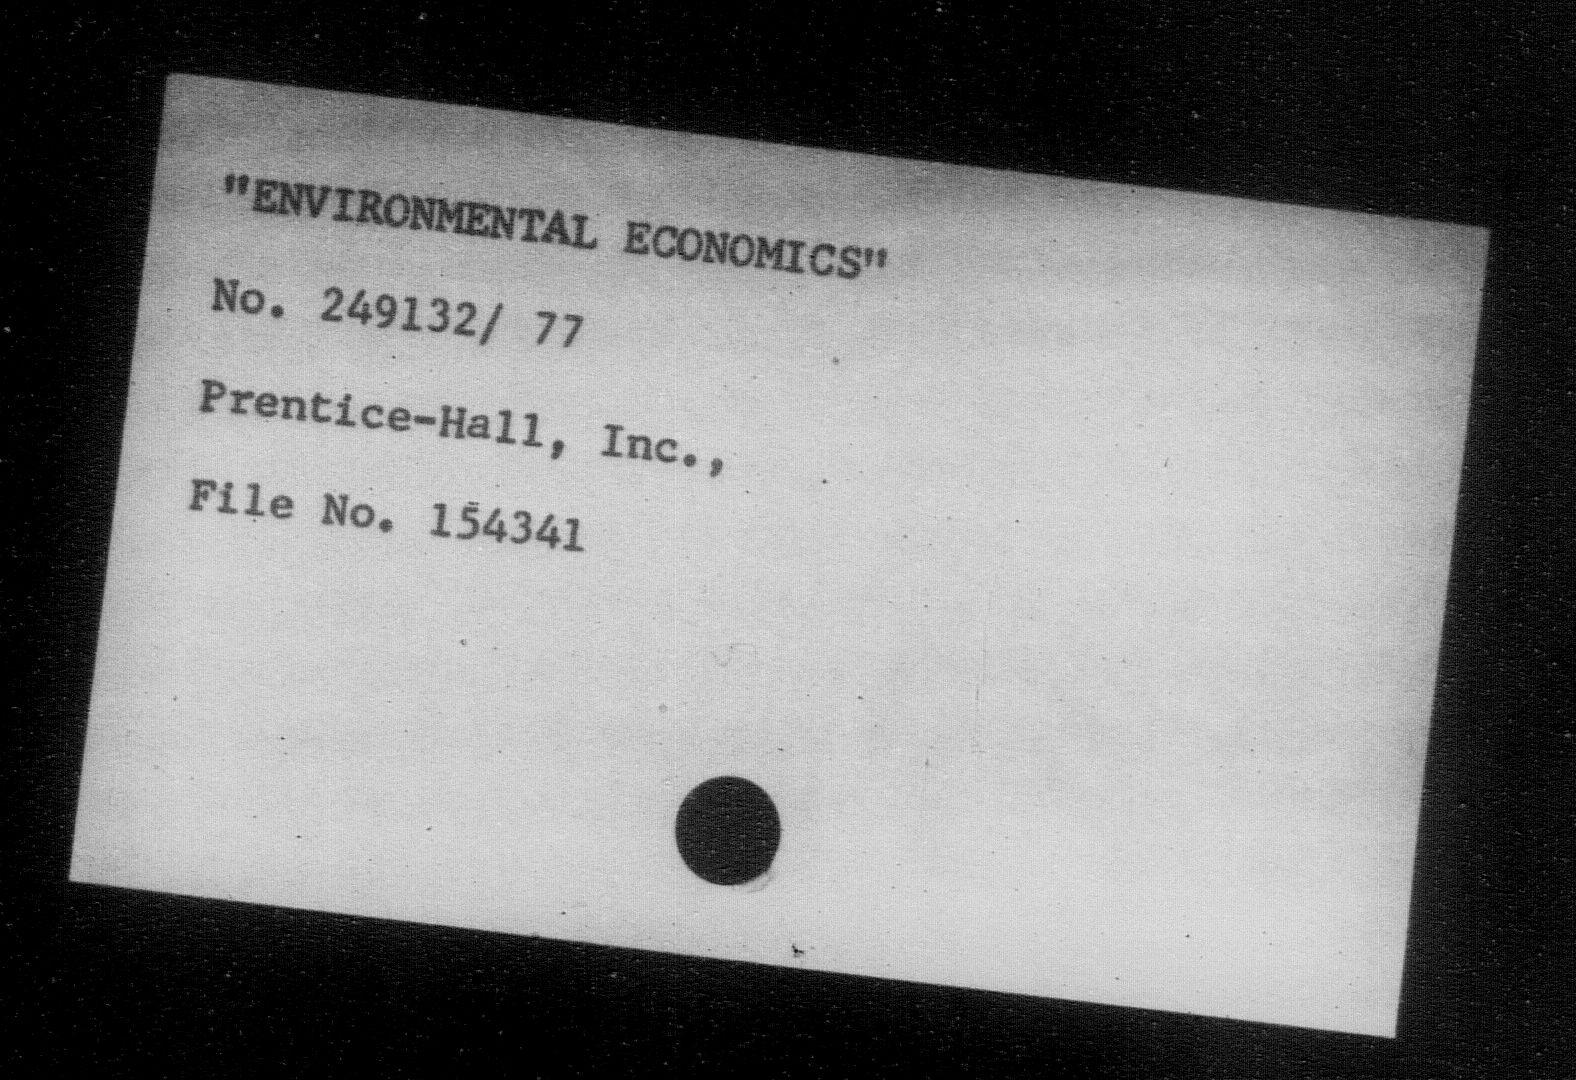 "ENVIRONMENTAL ECONOMICS"
No. 249132/ 77
Prentice-Hall, Inc.,
File No. 154341